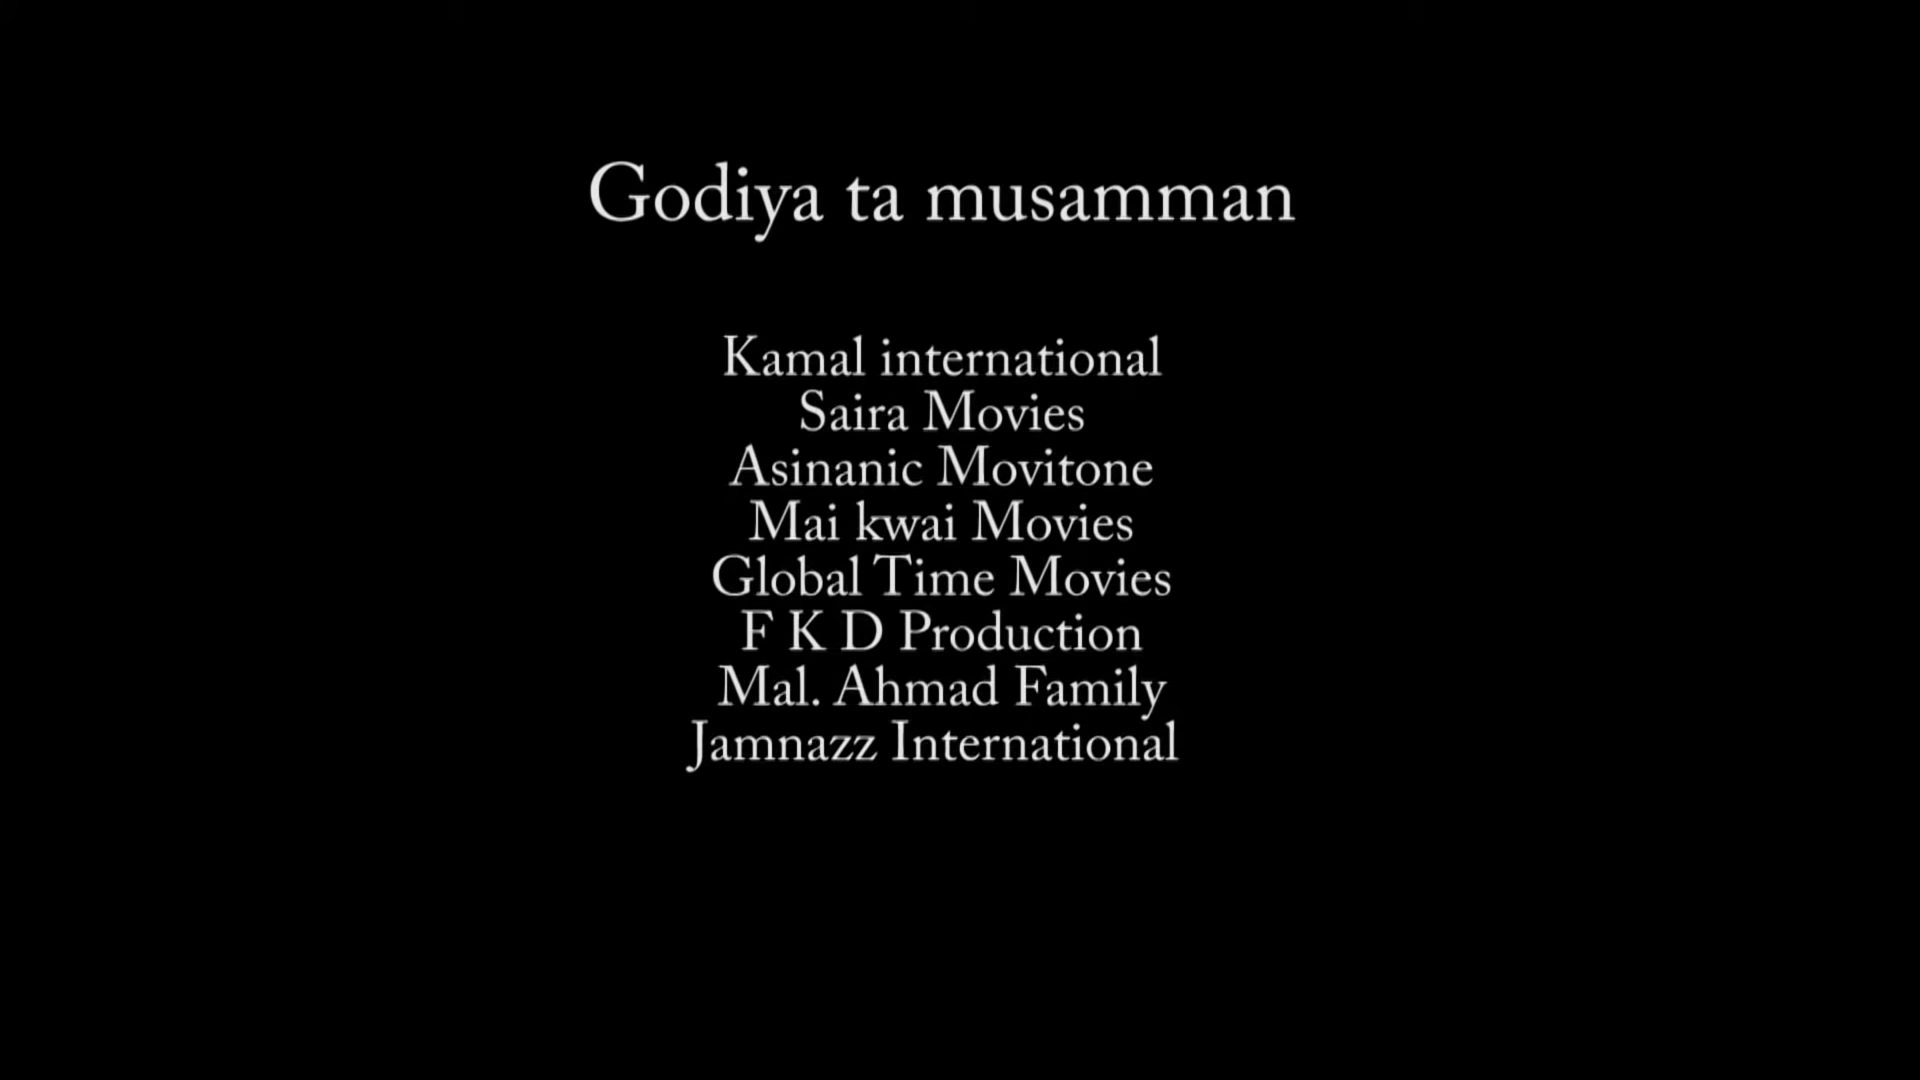 Godiya ta musamman
Kamal international
Saira Movies
Asinanic Movitone
Mai kwai Movies
Global Time Movies
F K D Production
Mal. Ahmad Family
Jamnazz International